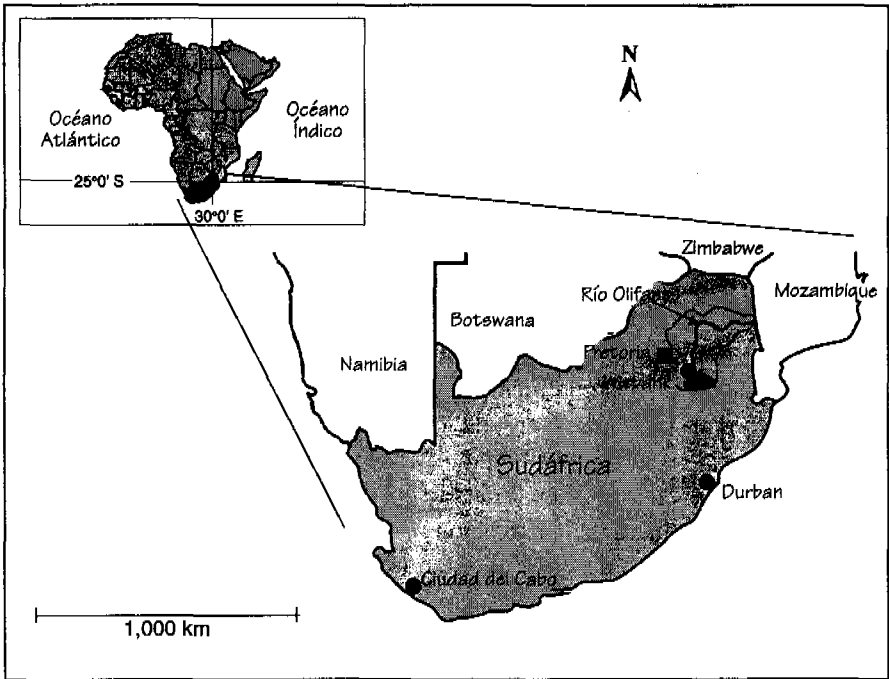 N
Océano
Atlántico
Océano
Índico
25°0' S
30°0' E
Zimbabwe
Río Olifants
Mozambique
Botswana
Pretoria
Namibia
Sudáfrica
Durban
Ciudad del Cabo
1,000 km